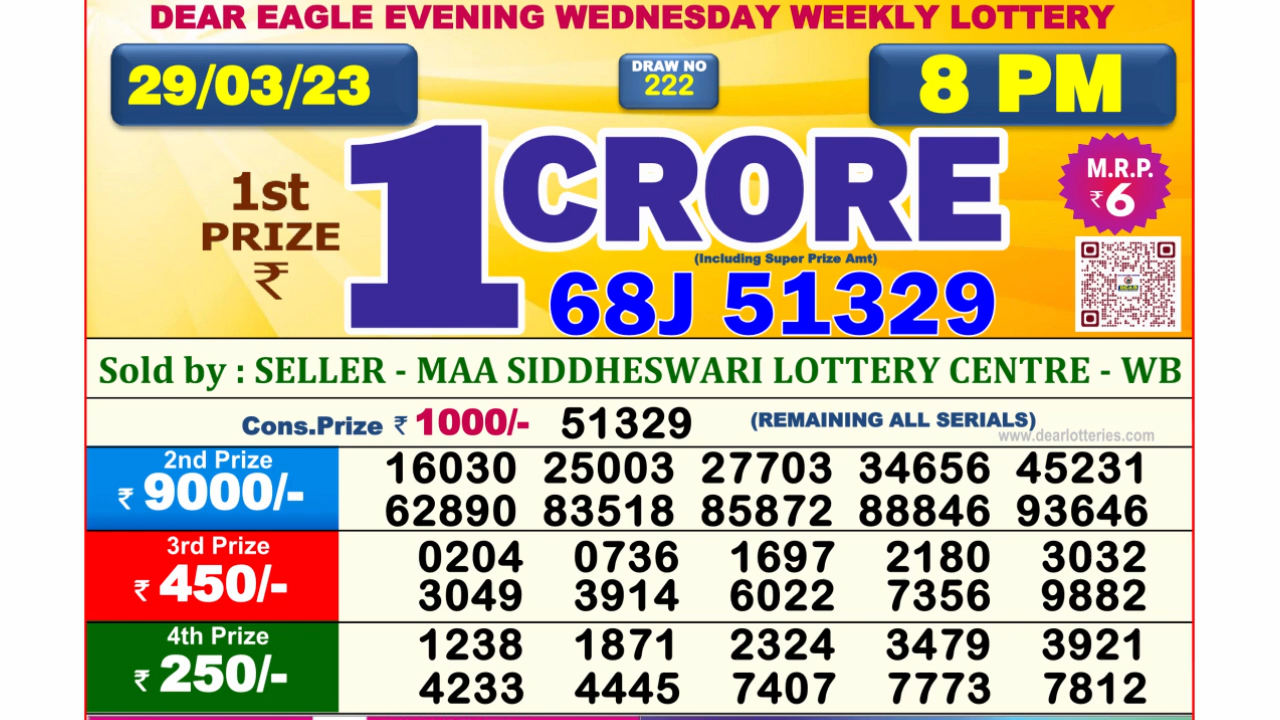 DEAR EAGLE EVENING WEDNESDAY WEEKLY LOTTERY
29/03/23
DRAW NO
222
8 PM
1st
PRIZE
₹
1 CRORE
(Including Super Prize Amt)
68J 51329
M.R.P.
₹ 6
Sold by : SELLER - MAA SIDDHESWARI LOTTERY CENTRE - WB
Cons.Prize ₹ 1000/- 51329 (REMAINING ALL SERIALS)
www.dearlotteries.com
2nd Prize
₹ 9000/-
16030 25003 27703 34656 45231
62890 83518 85872 88846 93646
3rd Prize
₹ 450/-
0204 0736 1697 2180 3032
3049 3914 6022 7356 9882
4th Prize
₹ 250/-
1238 1871 2324 3479 3921
4233 4445 7407 7773 7812